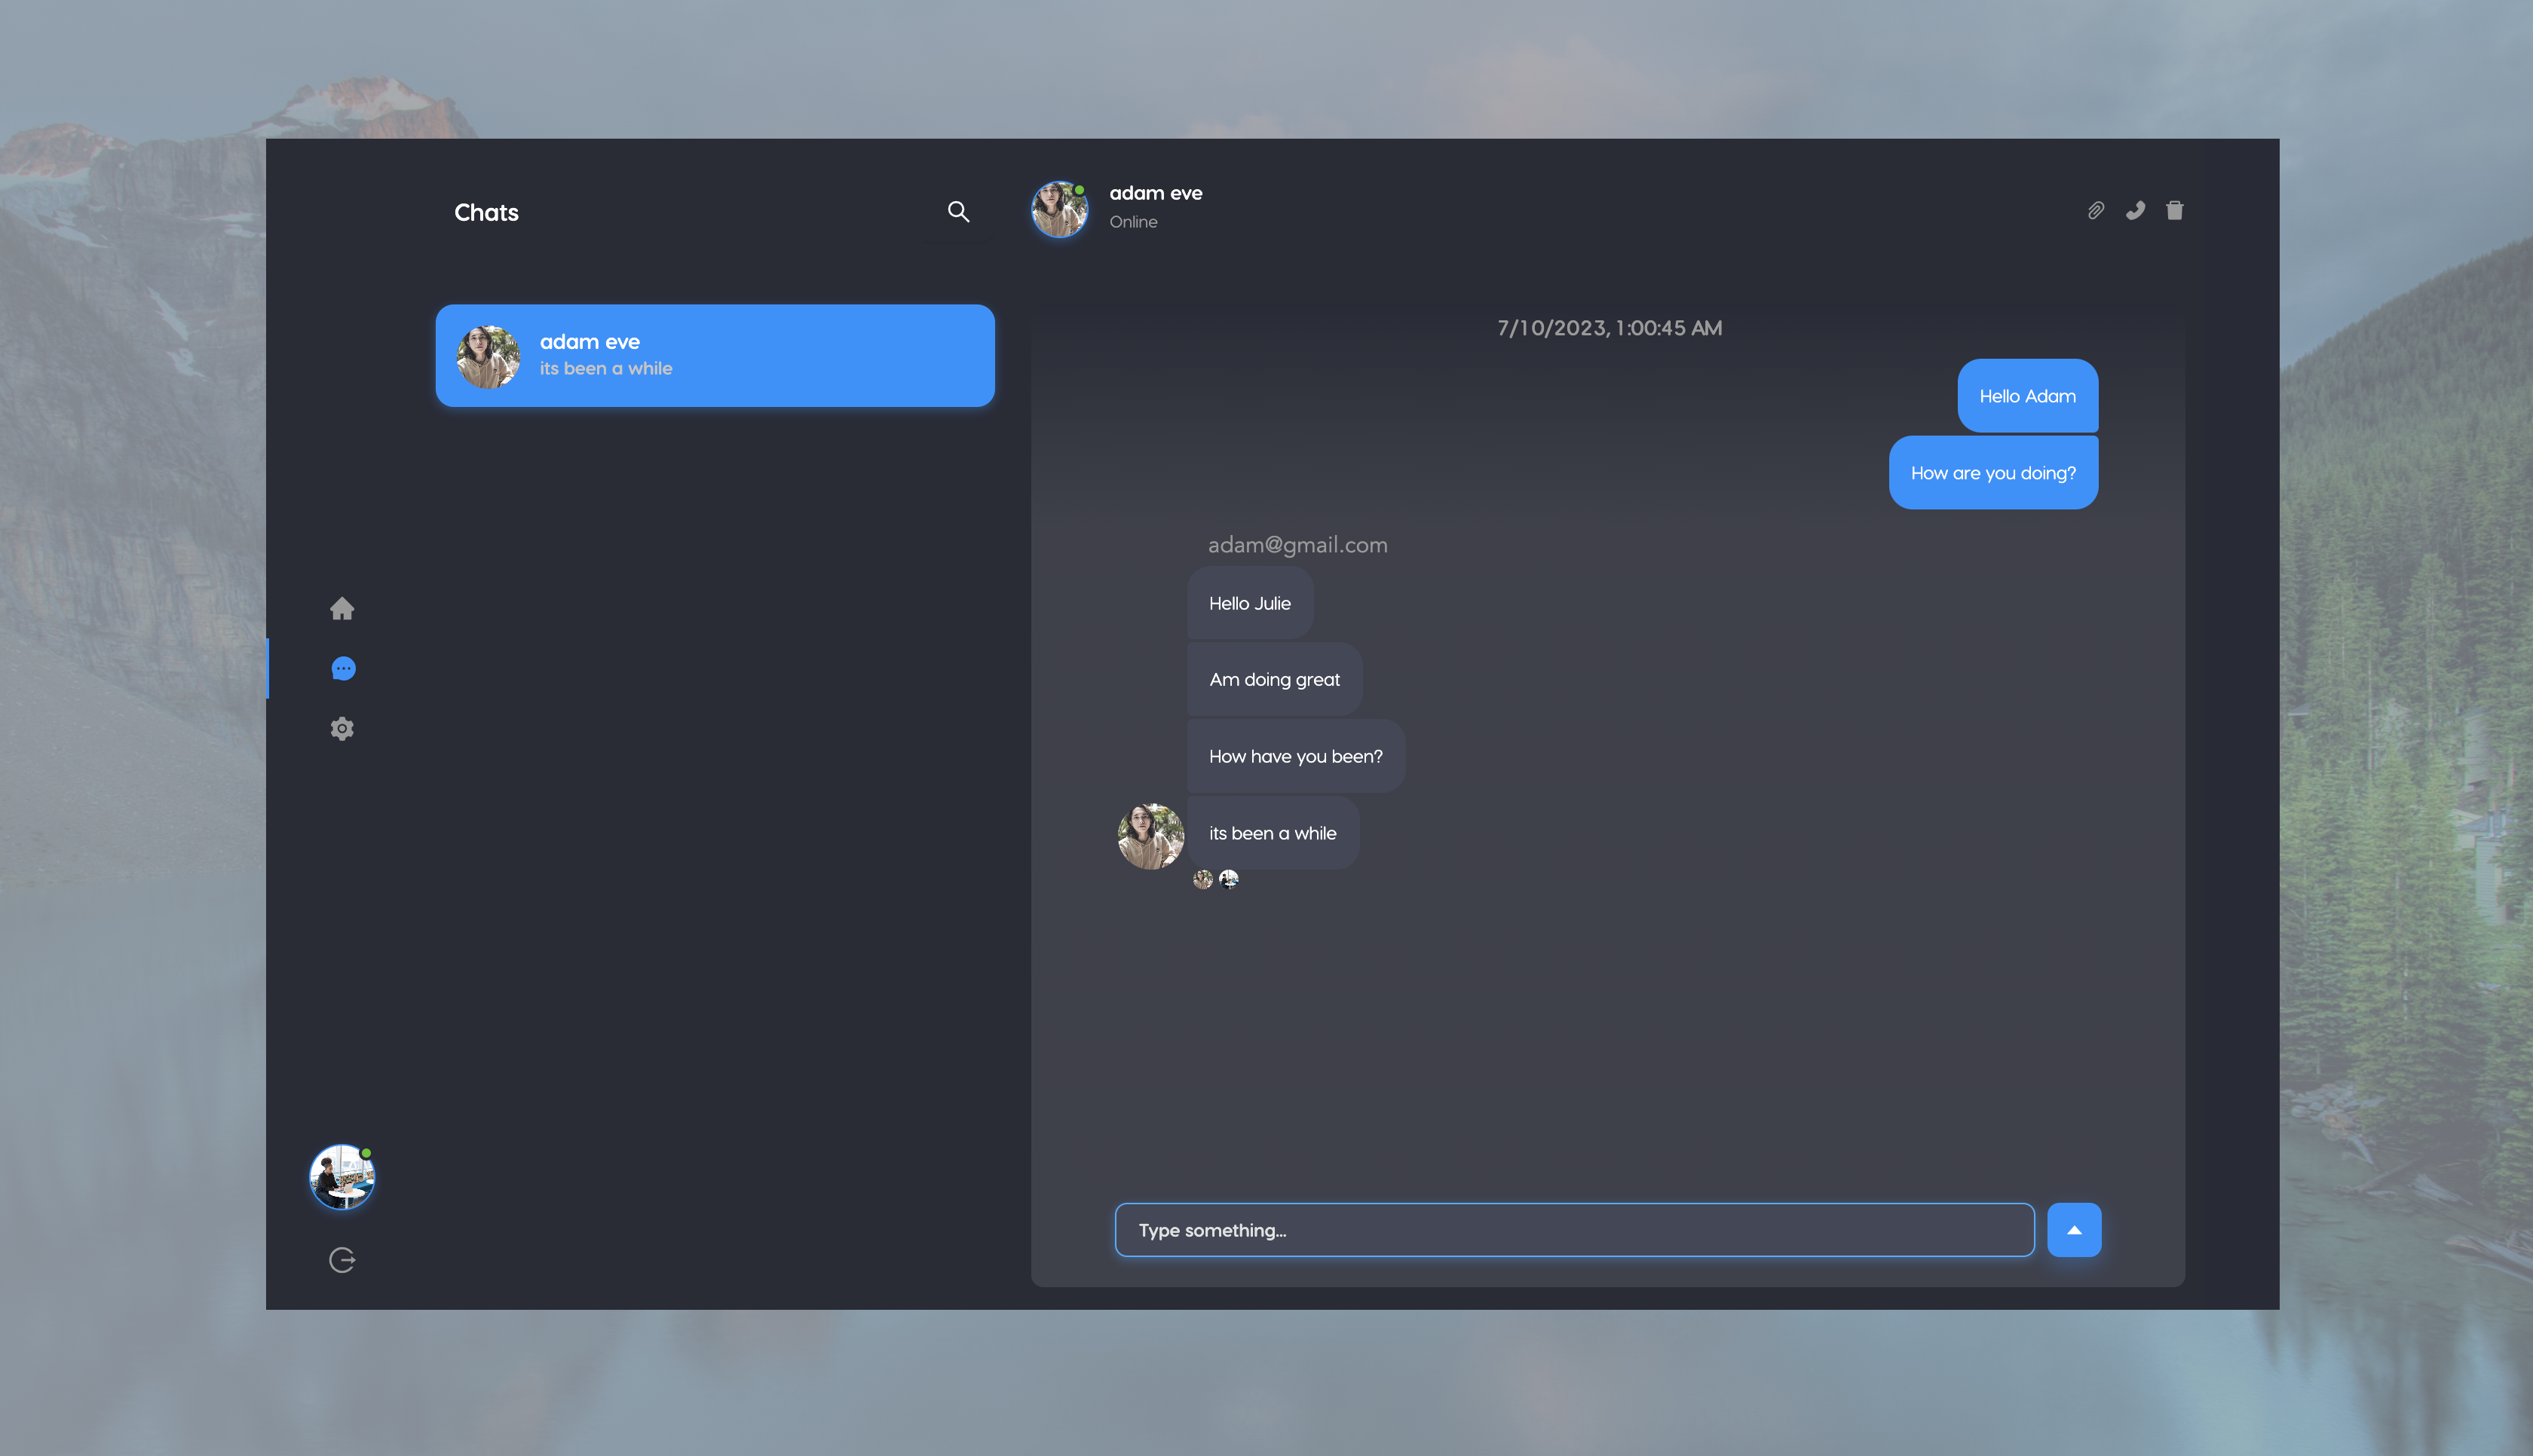 Chats
adam eve
its been a while
adam eve
Online
7/10/2023, 1:00:45 AM
Hello Adam
How are you doing?
adam@gmail.com
Hello Julie
Am doing great
How have you been?
its been a while
Type something...